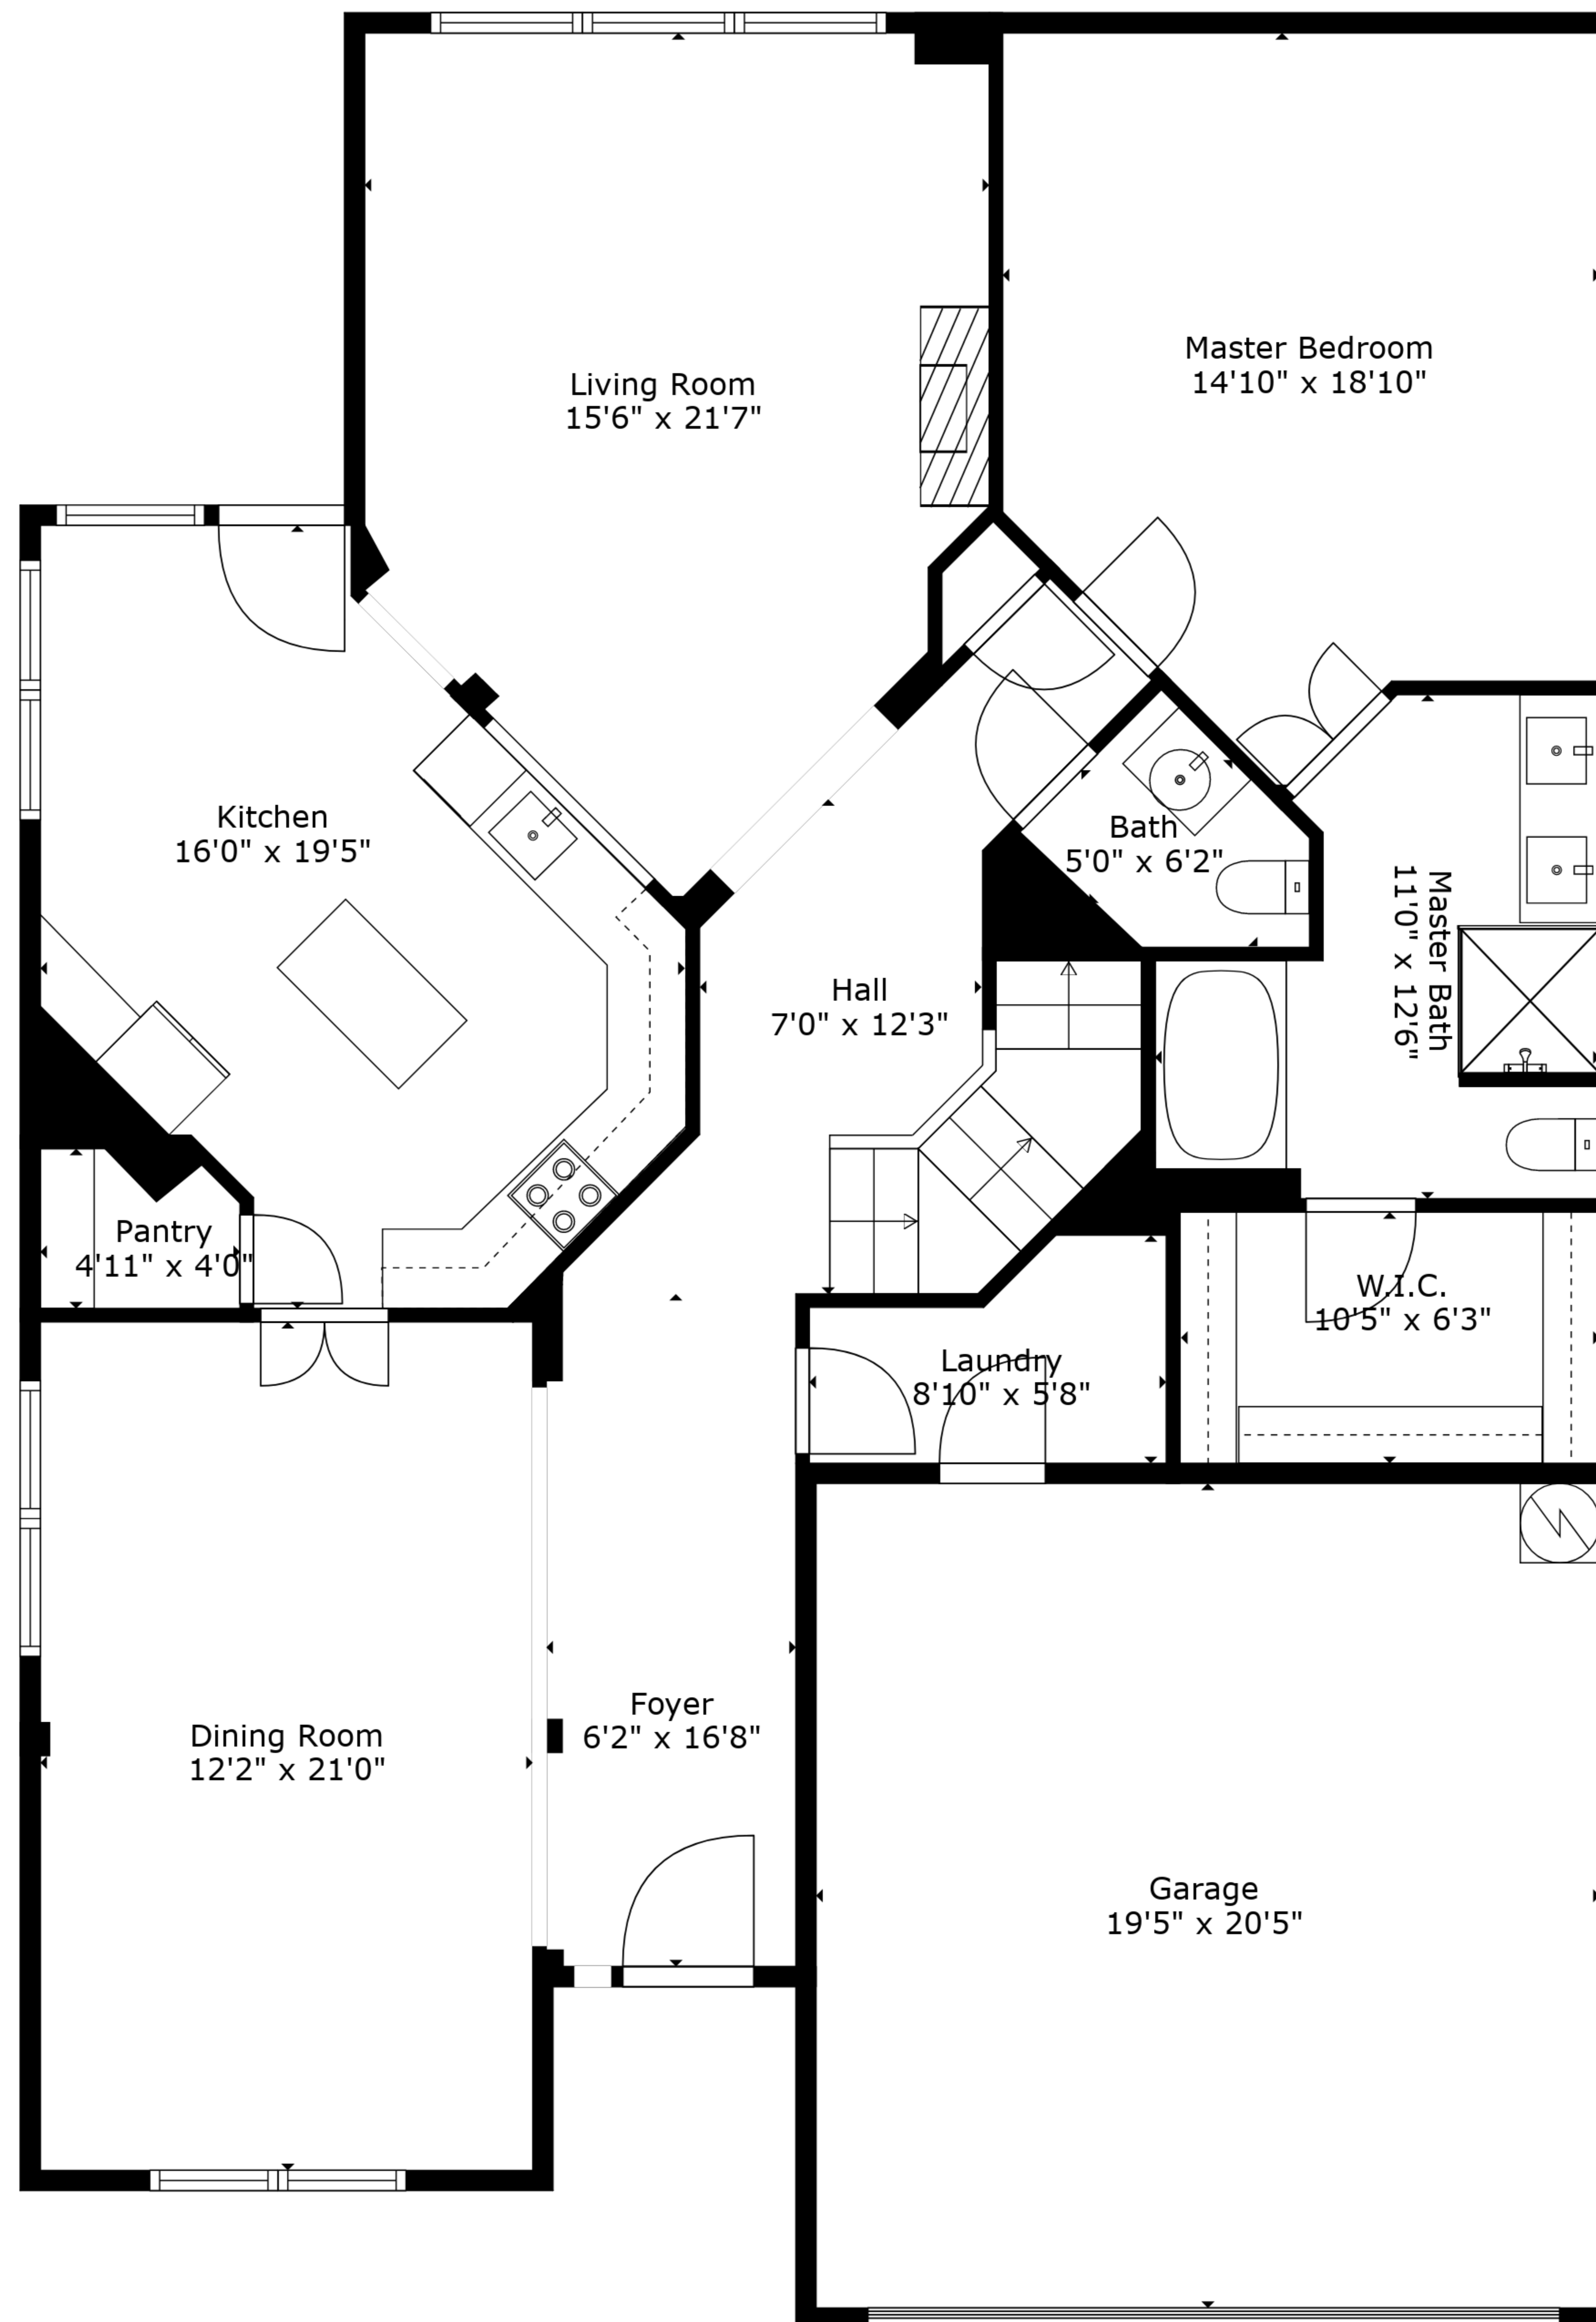 Living Room
15'6" x 21'7"
Master Bedroom
14'10" x 18'10"
Kitchen
16'0" x 19'5"
Bath
5'0" x 6'2"
Master Bath
11'0" x 12'6"
Hall
7'0" x 12'3"
Pantry
4'11" x 4'0"
W.I.C.
10'5" x 6'3"
Laundry
8'10" x 5'8"
Foyer
6'2" x 16'8"
Dining Room
12'2" x 21'0"
Garage
19'5" x 20'5"